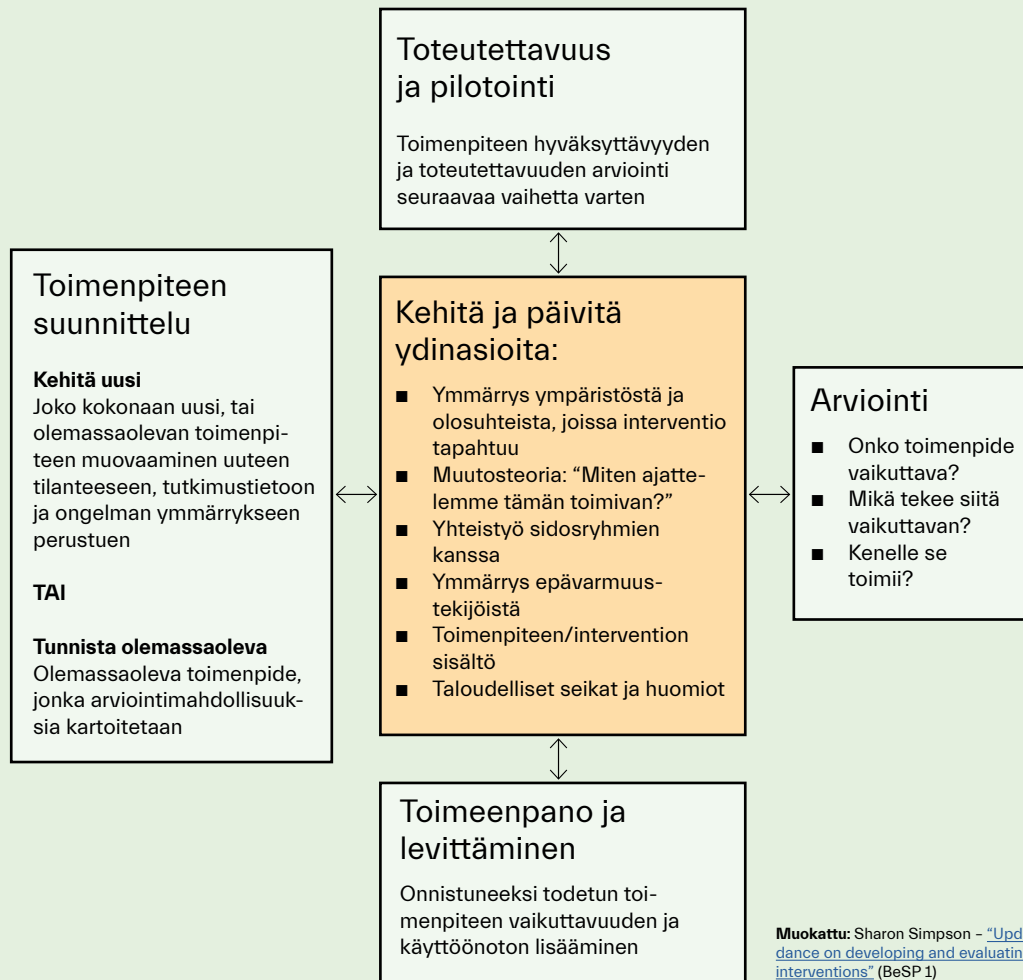 Toteutettavuus
ja pilotointi
Toimenpiteen hyväksyttävyyden
ja toteutettavuuden arviointi
seuraavaa vaihetta varten
Toimenpiteen
suunnittelu
Kehitä uusi
Joko kokonaan uusi, tai
olemassaolevan toimenpi-
teen muovaaminen uuteen
tilanteeseen, tutkimustietoon
ja ongelman ymmärrykseen
perustuen
TAI
Tunnista olemassaoleva
Olemassaoleva toimenpide,
jonka arviointimahdollisuuk-
sia kartoitetaan
Kehitä ja päivitä
ydinasioita:
■ Ymmärrys ympäristöstä ja
olosuhteista, joissa interventio
tapahtuu
■ Muutosteoria: “Miten ajatte-
lemme tämän toimivan?”
■ Yhteistyö sidosryhmien
kanssa
■ Ymmärrys epävarmuus-
tekijöistä
■ Toimenpiteen/intervention
sisältö
■ Taloudelliset seikat ja huomiot
Arviointi
■ Onko toimenpide
vaikuttava?
■ Mikä tekee siitä
vaikuttavan?
■ Kenelle se
toimii?
Toimeenpano ja
levittäminen
Onnistuneeksi todetun toi-
menpiteen vaikuttavuuden ja
käyttöönoton lisääminen
Muokattu: Sharon Simpson – “Upd
dance on developing and evaluatin
interventions” (BeSP 1)